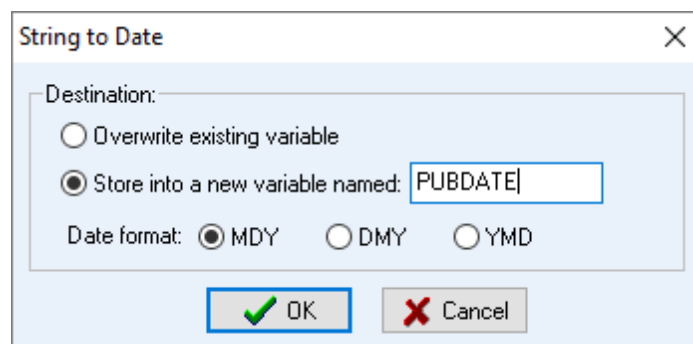 String to Date
Destination:
Overwrite existing variable
Store into a new variable named: PUBDATE
Date format: MDY DMY YMD
OK Cancel